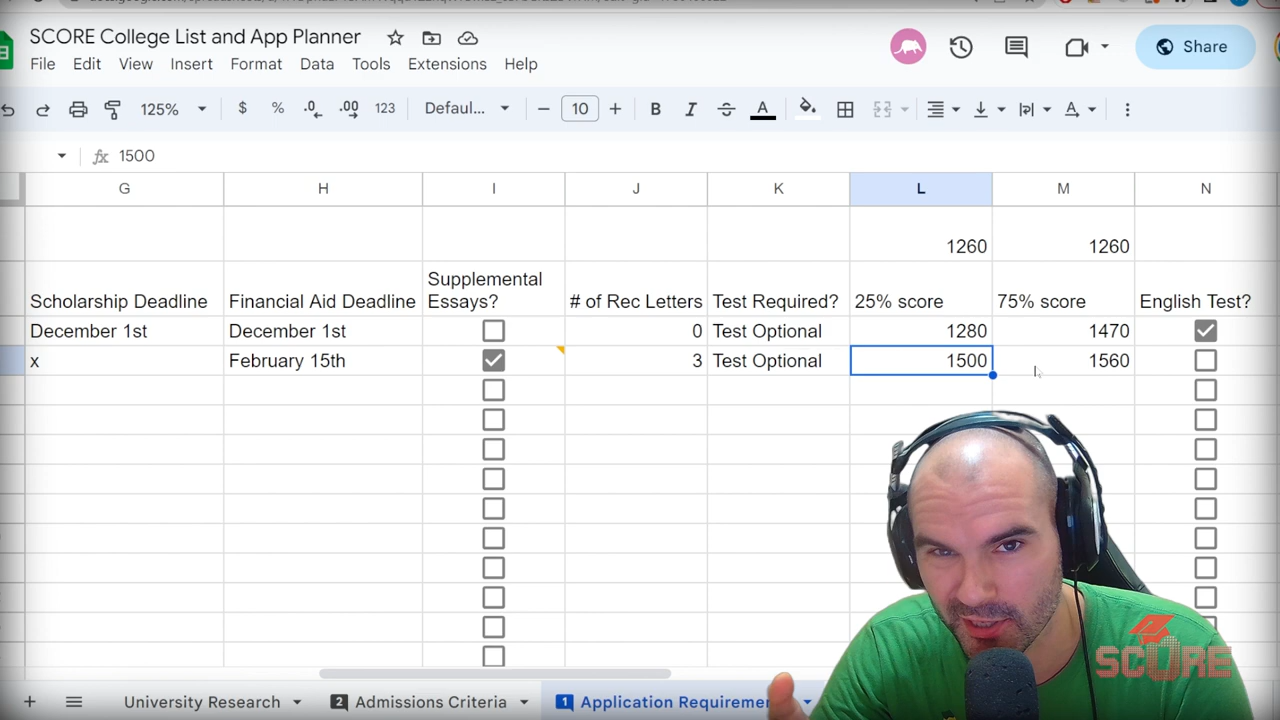 SCORE College List and App Planner
File Edit View Insert Format Data Tools Extensions Help
Share
125% $ % .0 .00 123 Defaul... 10 B I A
fx 1500
G H I J K L M N
1260 1260
Scholarship Deadline Financial Aid Deadline Supplemental Essays? # of Rec Letters Test Required? 25% score 75% score English Test?
December 1st December 1st 0 Test Optional 1280 1470
x February 15th 3 Test Optional 1500 1560
SCORE
University Research 2 Admissions Criteria 1 Application Requiremen